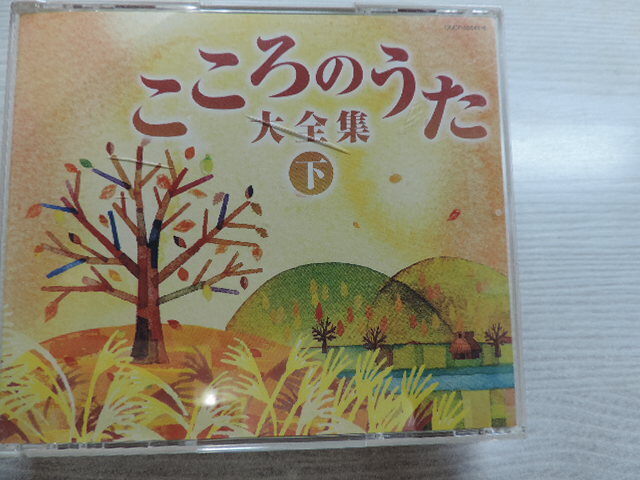 こころのうた
大全集
下